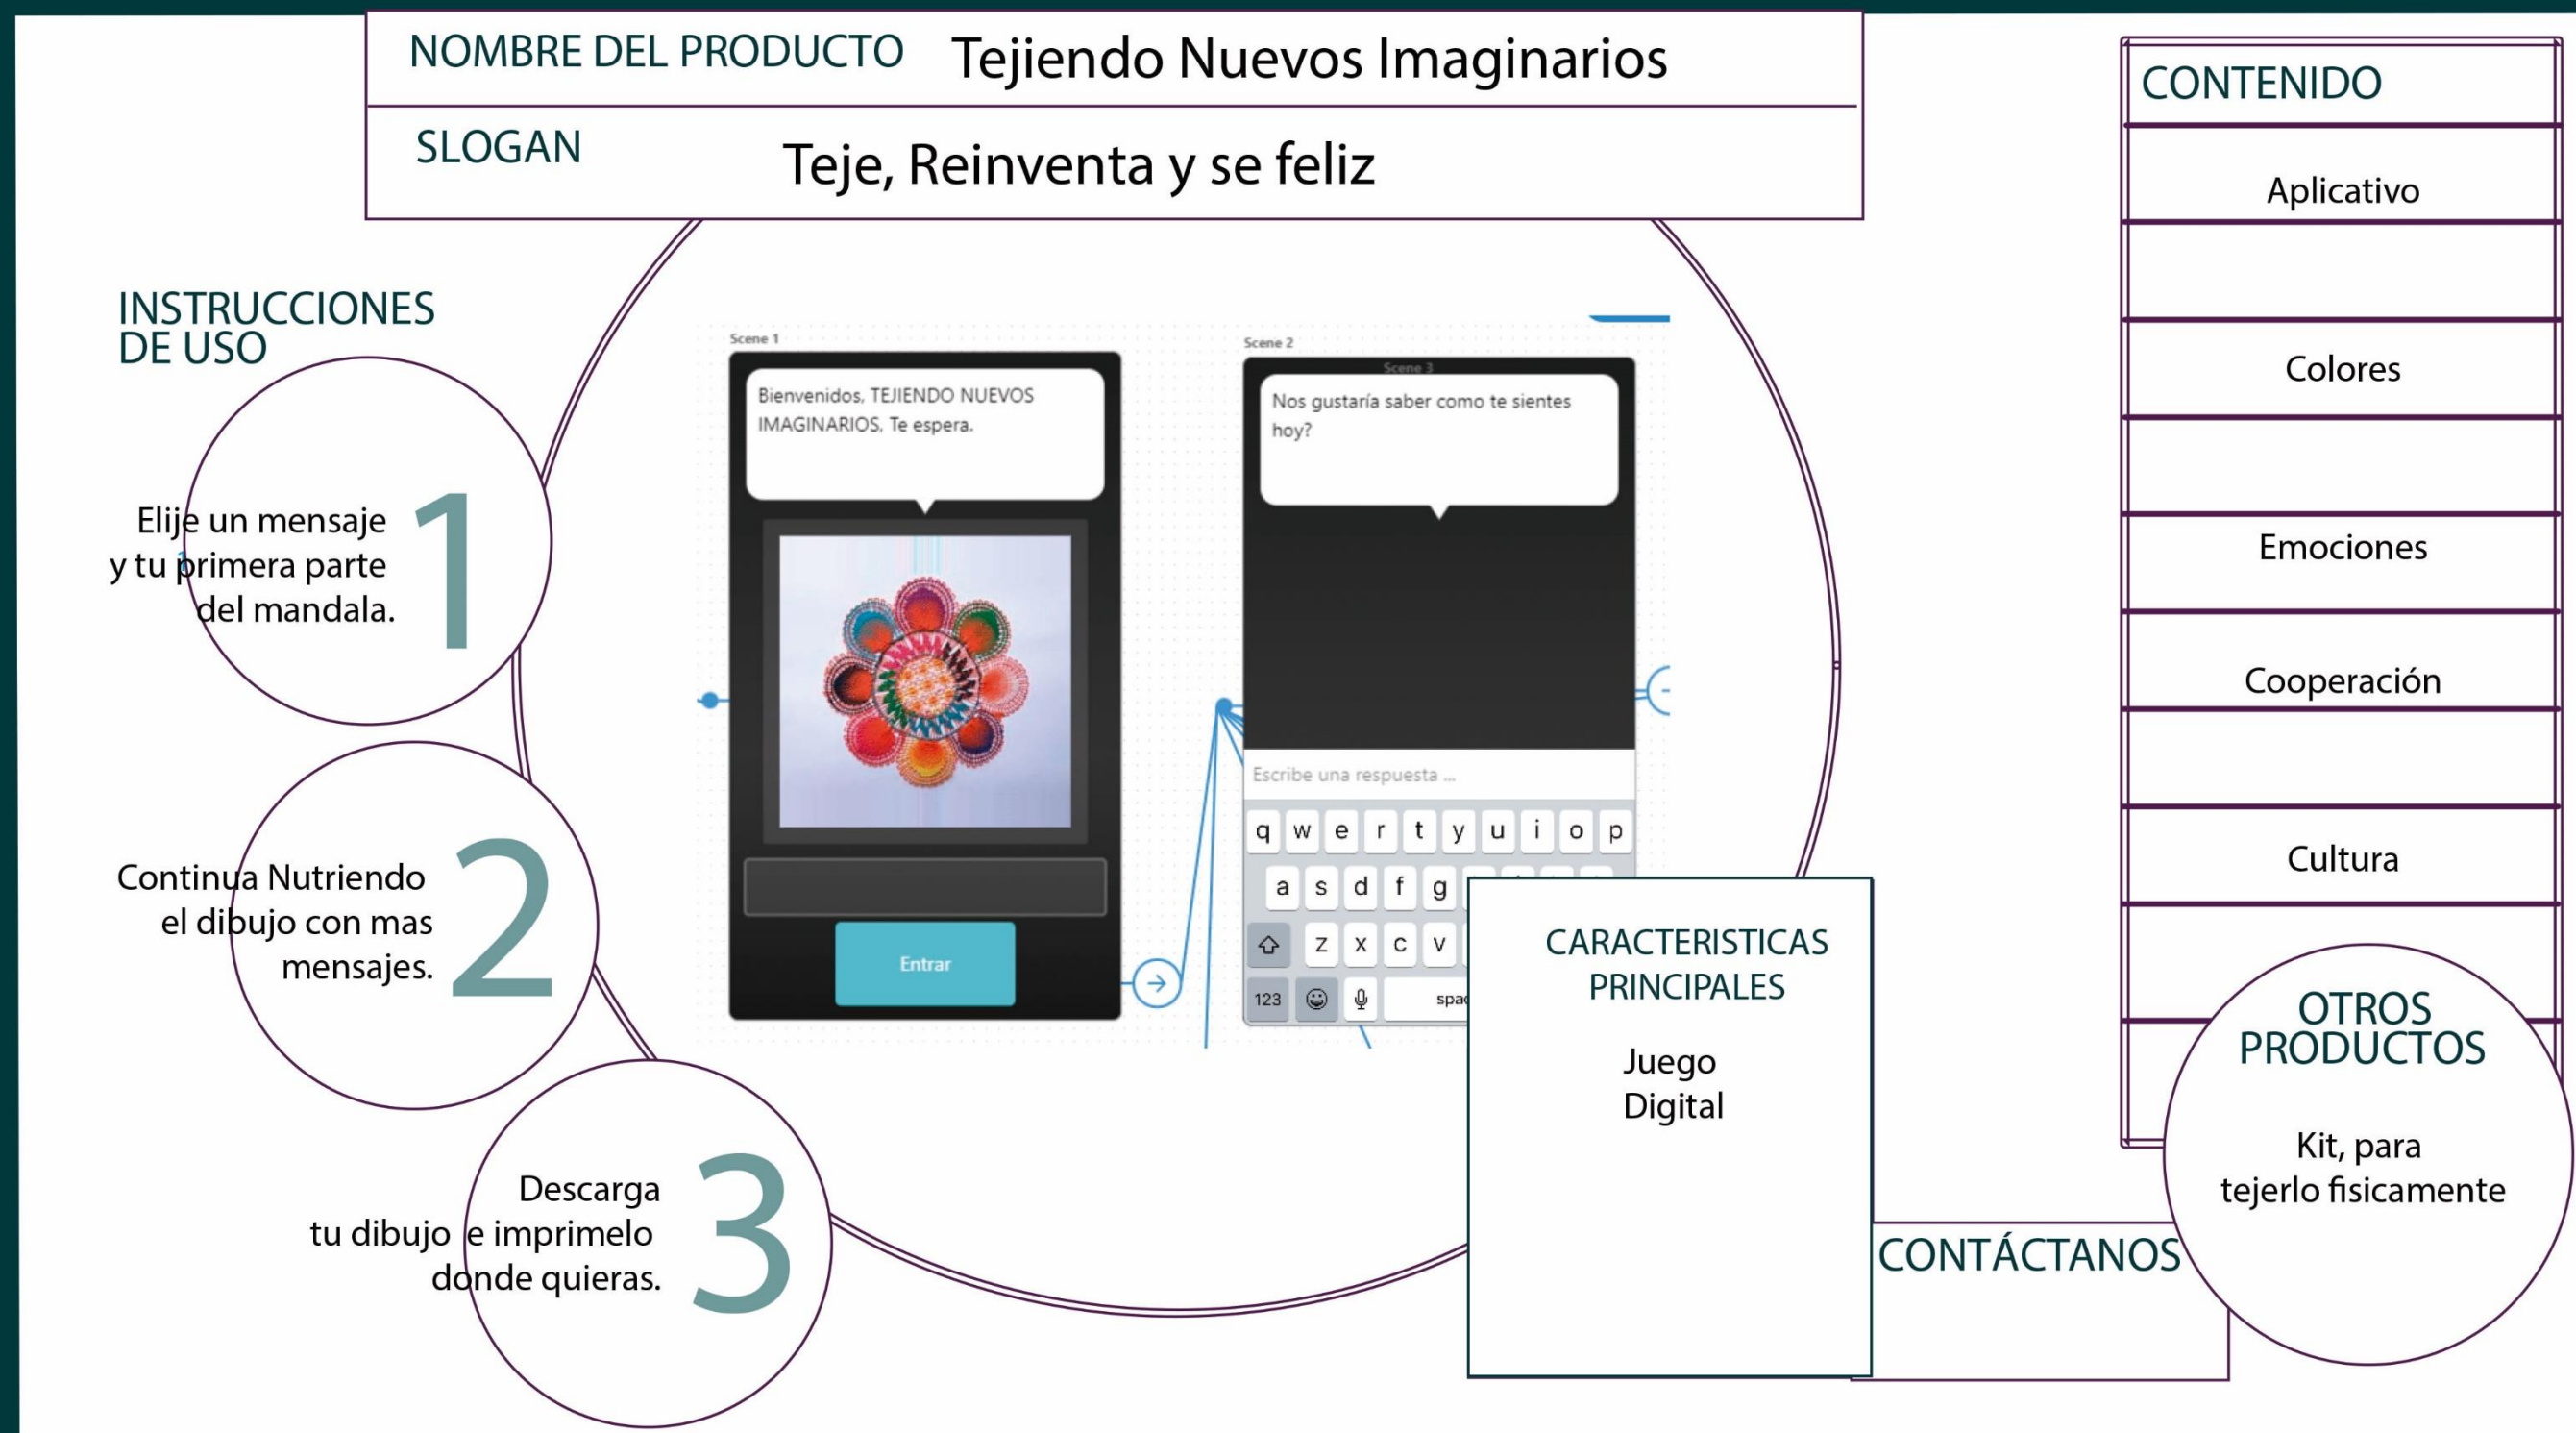 NOMBRE DEL PRODUCTO Tejiendo Nuevos Imaginarios
SLOGAN Teje, Reinventa y se feliz
INSTRUCCIONES
DE USO
Elije un mensaje
y tu primera parte
del mandala.
1
Continua Nutriendo
el dibujo con mas
mensajes.
2
Descarga
tu dibujo e imprimelo
donde quieras.
3
Scene 1
Bienvenidos, TEJIENDO NUEVOS
IMAGINARIOS, Te espera.
Entrar
Scene 2
Scene 3
Nos gustaría saber como te sientes
hoy?
Escribe una respuesta ...
q w e r t y u i o p
a s d f g
z x c v
123
CARACTERISTICAS
PRINCIPALES
Juego
Digital
CONTENIDO
Aplicativo
Colores
Emociones
Cooperación
Cultura
OTROS
PRODUCTOS
Kit, para
tejerlo fisicamente
CONTÁCTANOS